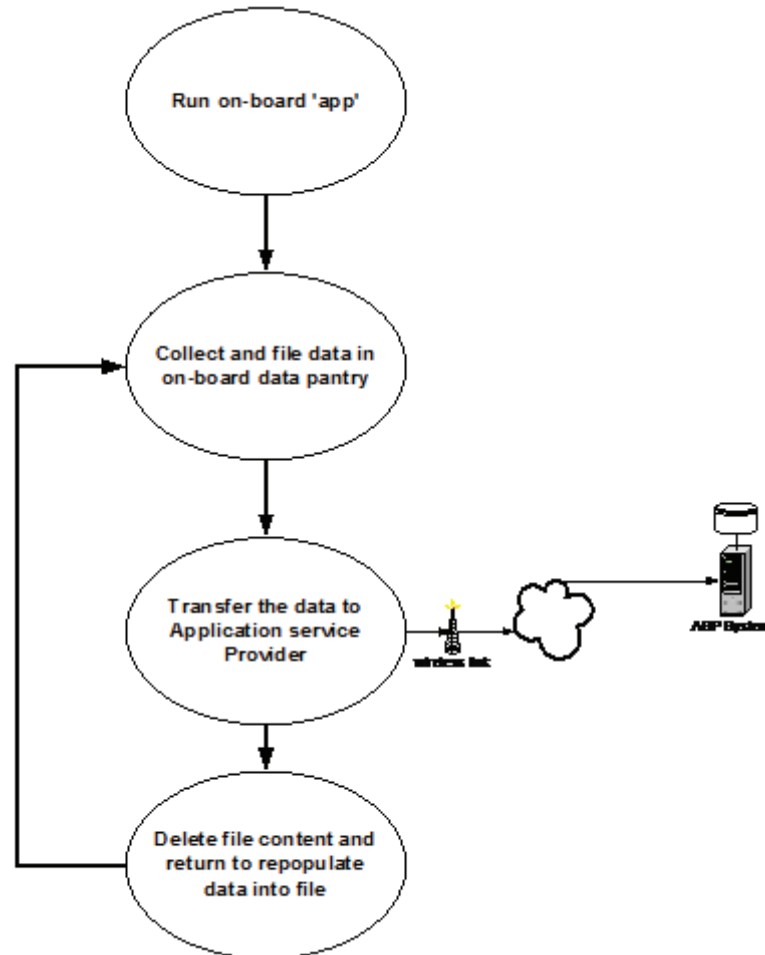 Run on-board 'app'
Collect and file data in
on-board data pantry
Transfer the data to
Application service
Provider
wireless link
ASP System
Delete file content and
return to repopulate
data into file